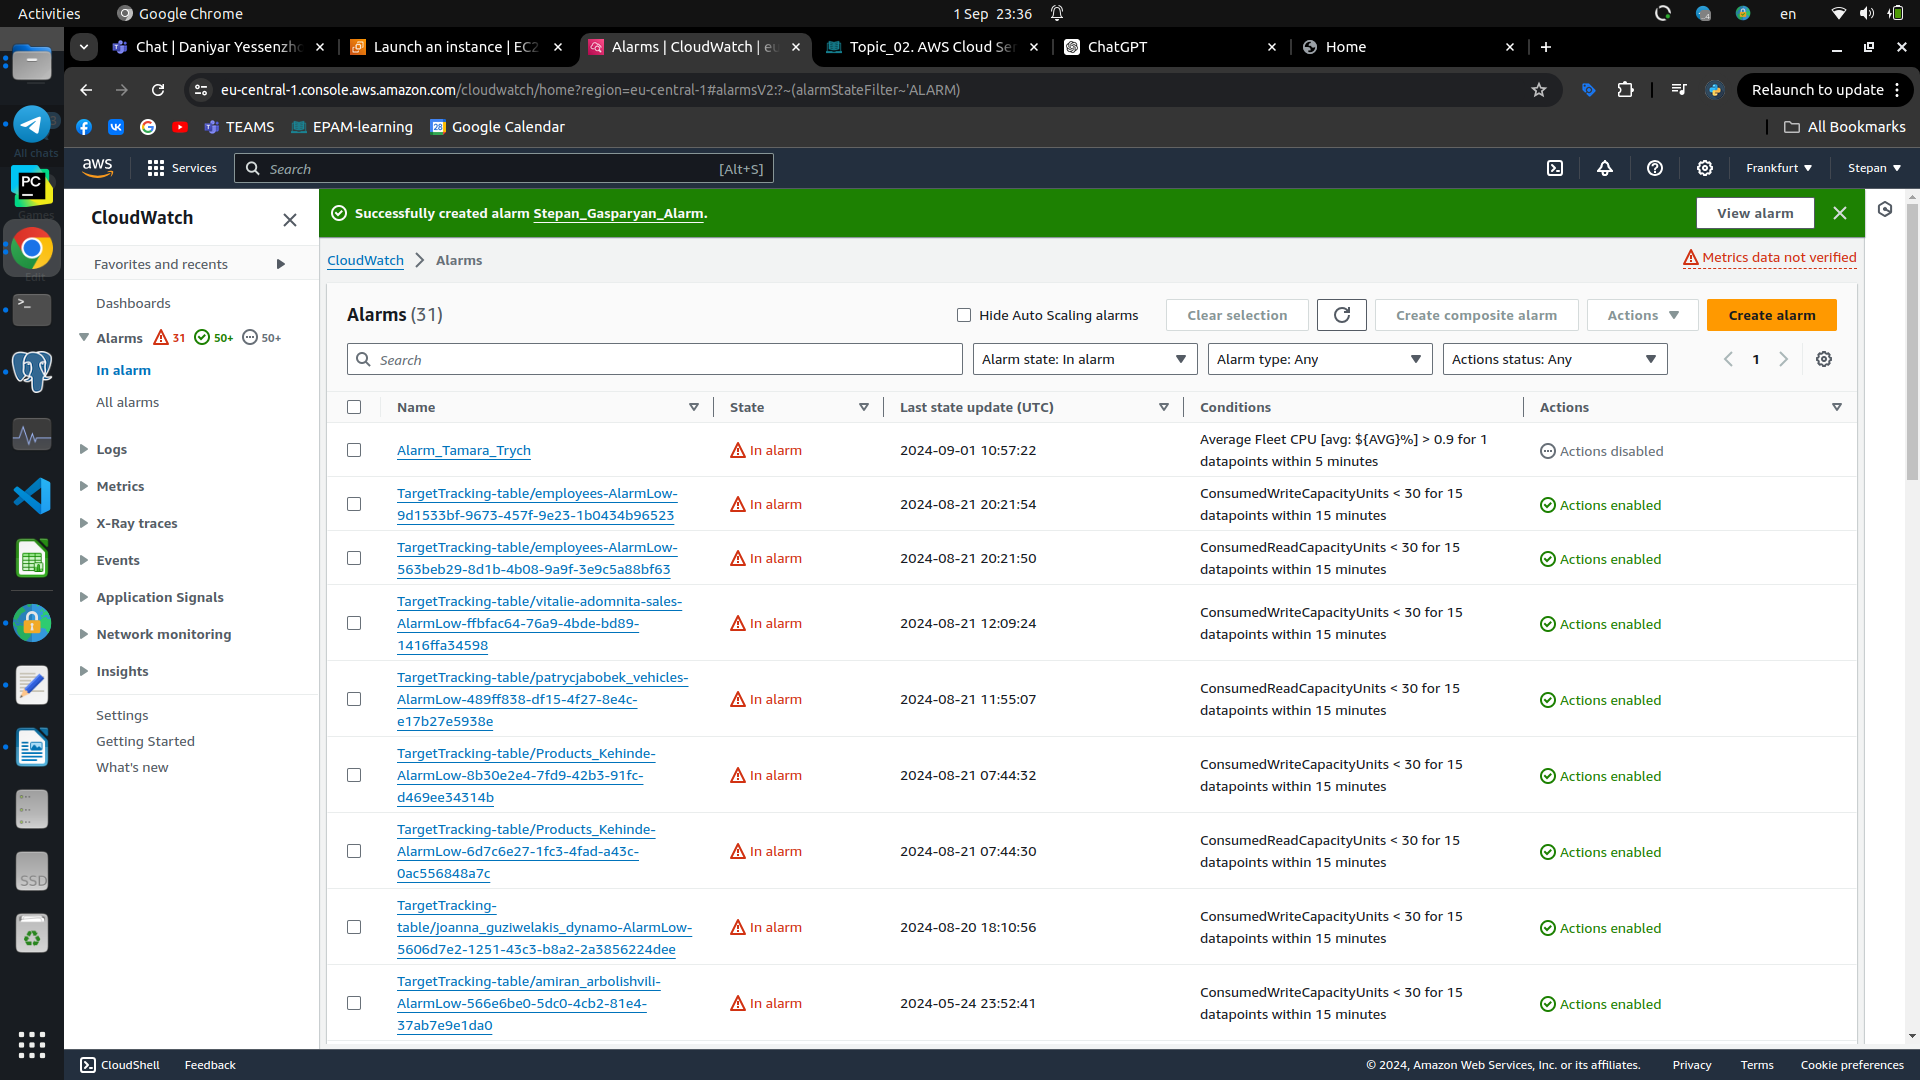 Activities
Google Chrome
1 Sep 23:36
en
Chat | Daniyar Yessenzho
Launch an instance | EC2
Alarms | CloudWatch | eu
Topic_02. AWS Cloud Ser
ChatGPT
Home
eu-central-1.console.aws.amazon.com/cloudwatch/home?region=eu-central-1#alarmsV2:?~(alarmStateFilter~'ALARM)
Relaunch to update
TEAMS
EPAM-learning
Google Calendar
All Bookmarks
All chats
PC
Games
Edit
SSD
aws
Services
Search
[Alt+S]
Frankfurt
Stepan
CloudWatch
Favorites and recents
Dashboards
Alarms 31 50+ 50+
In alarm
All alarms
Logs
Metrics
X-Ray traces
Events
Application Signals
Network monitoring
Insights
Settings
Getting Started
What's new
Successfully created alarm Stepan_Gasparyan_Alarm.
View alarm
CloudWatch
Alarms
Metrics data not verified
Alarms (31)
Hide Auto Scaling alarms
Clear selection
Create composite alarm
Actions
Create alarm
Search
Alarm state: In alarm
Alarm type: Any
Actions status: Any
1
Name
State
Last state update (UTC)
Conditions
Actions
Alarm_Tamara_Trych
In alarm
2024-09-01 10:57:22
Average Fleet CPU [avg: ${AVG}%] > 0.9 for 1
datapoints within 5 minutes
Actions disabled
TargetTracking-table/employees-AlarmLow-
9d1533bf-9673-457f-9e23-1b0434b96523
In alarm
2024-08-21 20:21:54
ConsumedWriteCapacityUnits < 30 for 15
datapoints within 15 minutes
Actions enabled
TargetTracking-table/employees-AlarmLow-
563beb29-8d1b-4b08-9a9f-3e9c5a88bf63
In alarm
2024-08-21 20:21:50
ConsumedReadCapacityUnits < 30 for 15
datapoints within 15 minutes
Actions enabled
TargetTracking-table/vitalie-adomnita-sales-
AlarmLow-ffbfac64-76a9-4bde-bd89-
1416ffa34598
In alarm
2024-08-21 12:09:24
ConsumedWriteCapacityUnits < 30 for 15
datapoints within 15 minutes
Actions enabled
TargetTracking-table/patrycjabobek_vehicles-
AlarmLow-489ff838-df15-4f27-8e4c-
e17b27e5938e
In alarm
2024-08-21 11:55:07
ConsumedReadCapacityUnits < 30 for 15
datapoints within 15 minutes
Actions enabled
TargetTracking-table/Products_Kehinde-
AlarmLow-8b30e2e4-7fd9-42b3-91fc-
d469ee34314b
In alarm
2024-08-21 07:44:32
ConsumedWriteCapacityUnits < 30 for 15
datapoints within 15 minutes
Actions enabled
TargetTracking-table/Products_Kehinde-
AlarmLow-6d7c6e27-1fc3-4fad-a43c-
0ac556848a7c
In alarm
2024-08-21 07:44:30
ConsumedReadCapacityUnits < 30 for 15
datapoints within 15 minutes
Actions enabled
TargetTracking-
table/joanna_guziwelakis_dynamo-AlarmLow-
5606d7e2-1251-43c3-b8a2-2a3856224dee
In alarm
2024-08-20 18:10:56
ConsumedWriteCapacityUnits < 30 for 15
datapoints within 15 minutes
Actions enabled
TargetTracking-table/amiran_arbolishvili-
AlarmLow-566e6be0-5dc0-4cb2-81e4-
37ab7e9e1da0
In alarm
2024-05-24 23:52:41
ConsumedWriteCapacityUnits < 30 for 15
datapoints within 15 minutes
Actions enabled
CloudShell
Feedback
© 2024, Amazon Web Services, Inc. or its affiliates.
Privacy
Terms
Cookie preferences